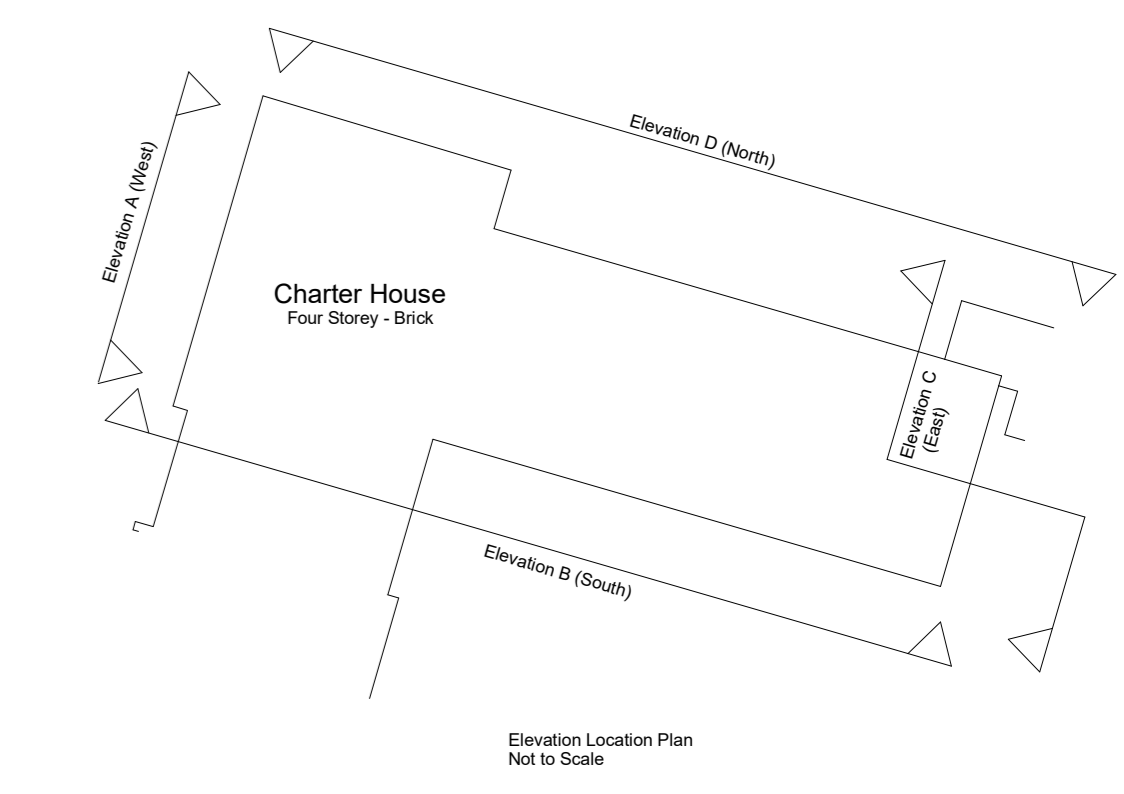 Elevation D (North)
Elevation A (West)
Charter House
Four Storey - Brick
Elevation C
(East)
Elevation B (South)
Elevation Location Plan
Not to Scale